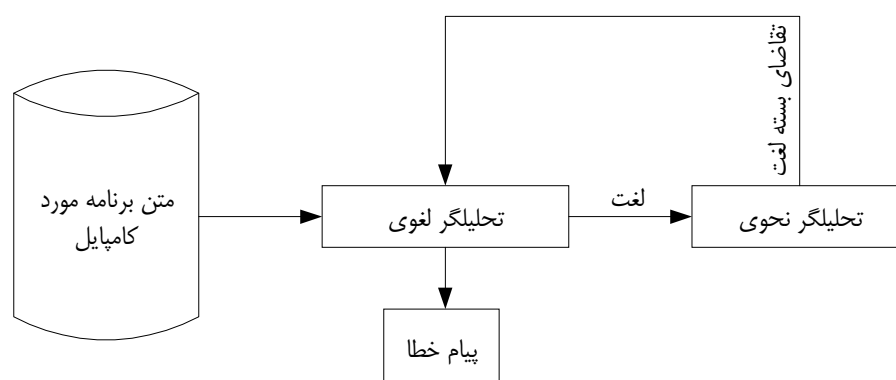 تقاضای بسته لغت
متن برنامه مورد
کامپایل
تحلیلگر لغوی
لغت
تحلیلگر نحوی
پیام خطا